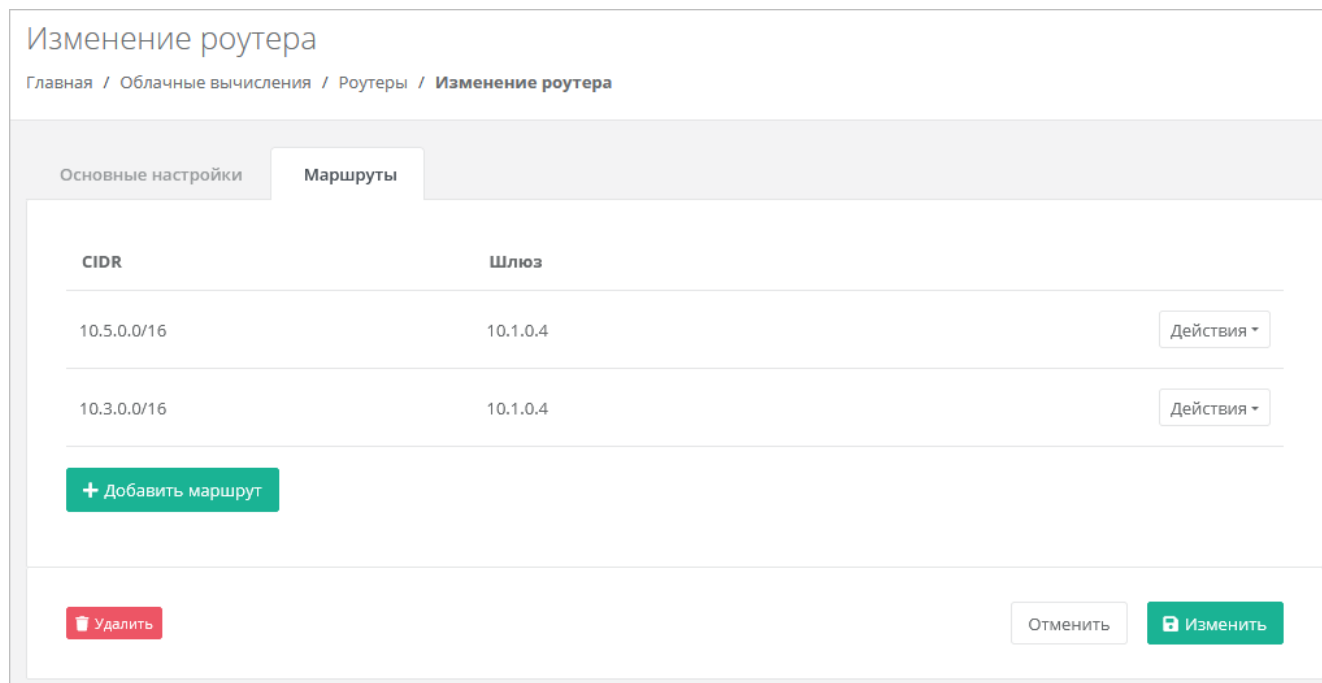 Изменение роутера
Главная / Облачные вычисления / Роутеры / Изменение роутера
Основные настройки Маршруты
CIDR Шлюз
10.5.0.0/16 10.1.0.4 Действия
10.3.0.0/16 10.1.0.4 Действия
+ Добавить маршрут
Удалить Отменить Изменить